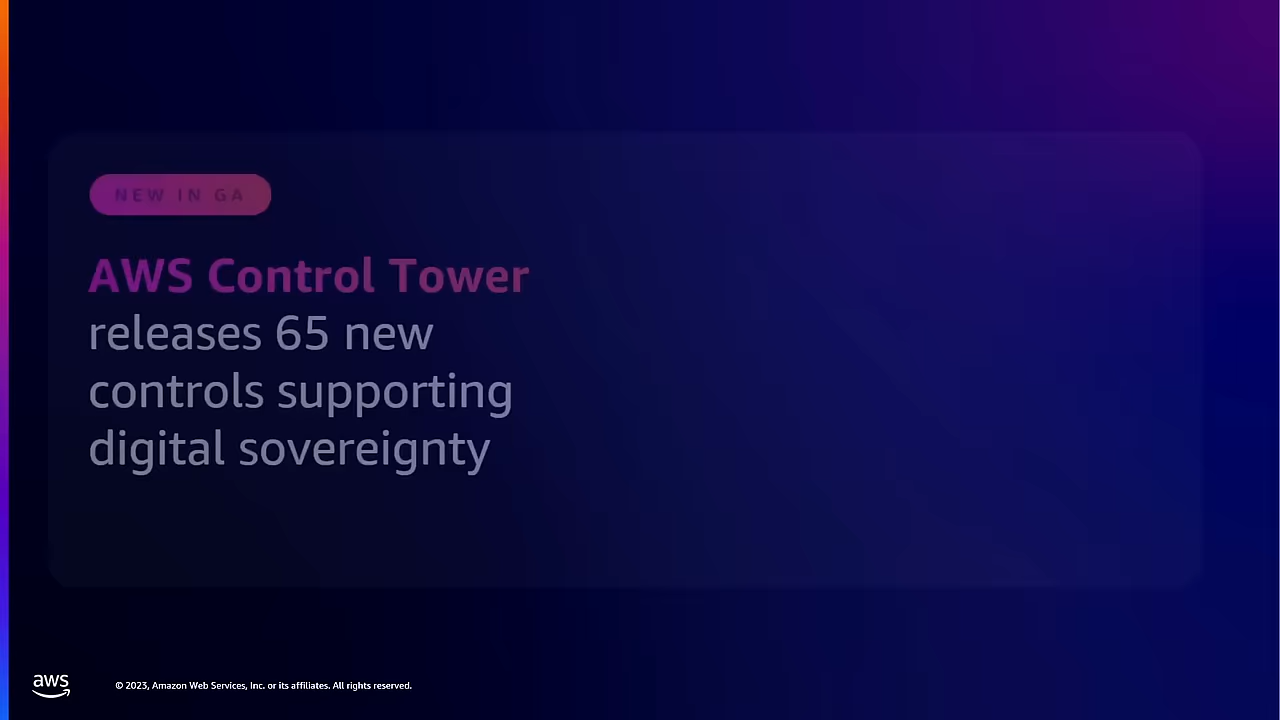 NEW IN GA
AWS Control Tower
releases 65 new
controls supporting
digital sovereignty
aws
© 2023, Amazon Web Services, Inc. or its affiliates. All rights reserved.